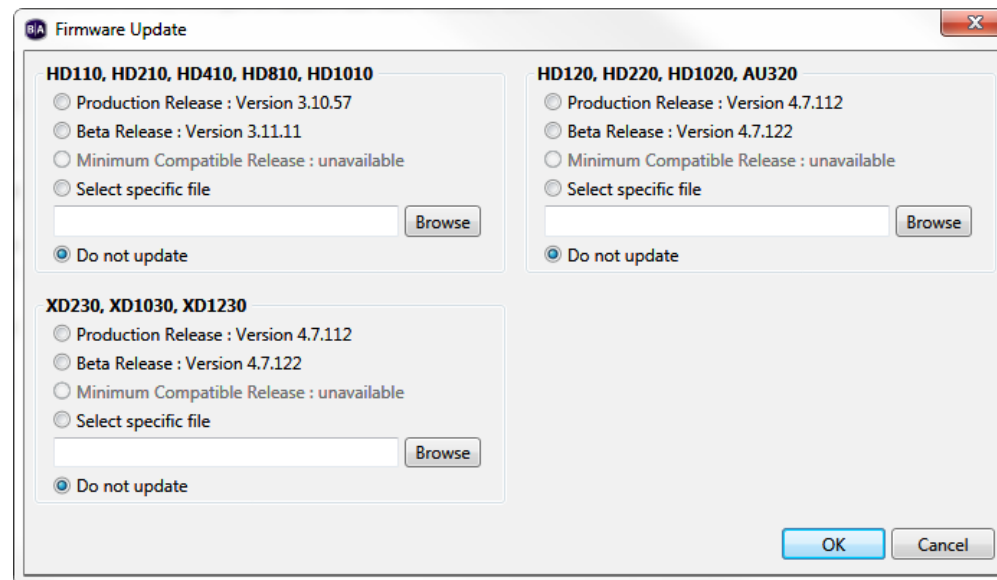 BA Firmware Update
HD110, HD210, HD410, HD810, HD1010
Production Release : Version 3.10.57
Beta Release : Version 3.11.11
Minimum Compatible Release : unavailable
Select specific file
Browse
Do not update
HD120, HD220, HD1020, AU320
Production Release : Version 4.7.112
Beta Release : Version 4.7.122
Minimum Compatible Release : unavailable
Select specific file
Browse
Do not update
XD230, XD1030, XD1230
Production Release : Version 4.7.112
Beta Release : Version 4.7.122
Minimum Compatible Release : unavailable
Select specific file
Browse
Do not update
OK Cancel